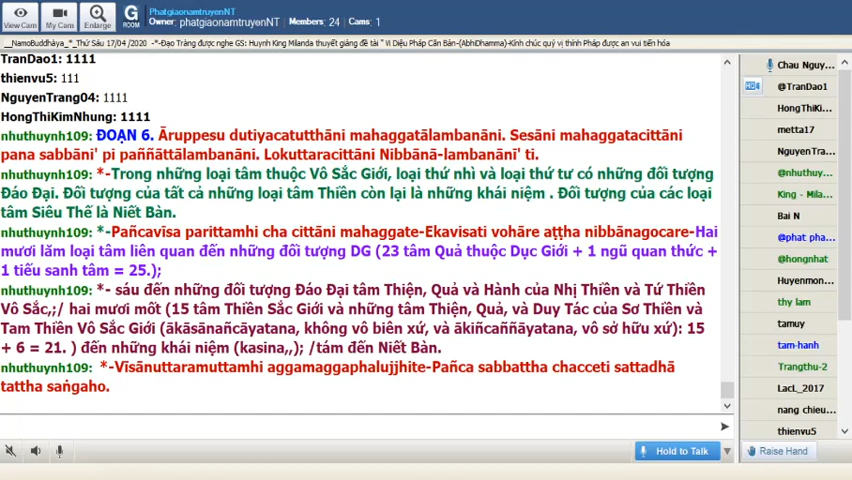 View Cam
My Cam
Enlarge
G
ROOM
PhatgiaonamtruyenNT
Owner: phatgiaonamtruyenNT
Members: 24
Cams: 1
__NamoBuddhàya_*_Thứ Sáu 17/04 /2020 -*-Đạo Tràng được nghe GS: Huynh King Milanda thuyết giảng đề tài " Vi Diệu Pháp Căn Bản-(AbhDhamma)-Kính chúc quý vị thính Pháp được an vui tiến hóa
TranDao1: 1111
thienvu5: 111
NguyenTrang04: 1111
HongThiKimNhung: 1111
nhuthuynh109: ĐOẠN 6. Āruppesu dutiyacatutthāni mahaggatālambanāni. Sesāni mahaggatacittāni
pana sabbāni' pi paññāttālambanāni. Lokuttaracittāni Nibbānā-lambanānī' ti.
nhuthuynh109: *-Trong những loại tâm thuộc Vô Sắc Giới, loại thứ nhì và loại thứ tư có những đối tượng
Đáo Đại. Đối tượng của tất cả những loại tâm Thiền còn lại là những khái niệm . Đối tượng của các loại
tâm Siêu Thế là Niết Bàn.
nhuthuynh109: *-Pañcavīsa parittamhi cha cittāni mahaggate-Ekavisati vohāre aṭṭha nibbānagocare-Hai
mươi lăm loại tâm liên quan đến những đối tượng DG (23 tâm Quả thuộc Dục Giới + 1 ngũ quan thức +
1 tiếu sanh tâm = 25.);
nhuthuynh109: *- sáu đến những đối tượng Đáo Đại tâm Thiện, Quả và Hành của Nhị Thiền và Tứ Thiền
Vô Sắc,;/ hai mươi mốt (15 tâm Thiền Sắc Giới và những tâm Thiện, Quả, và Duy Tác của Sơ Thiền và
Tam Thiền Vô Sắc Giới (ākāsānañcāyatana, không vô biên xứ, và ākiñcaññāyatana, vô sở hữu xứ): 15
+ 6 = 21. ) đến những khái niệm (kasina,,); /tám đến Niết Bàn.
nhuthuynh109: *-Vīsānuttaramuttamhi aggamaggaphalujjhite-Pañca sabbattha chacceti sattadhā
tattha saṅgaho.
Hold to Talk
Chau Nguy...
HD
@TranDao1
HongThiKi...
metta17
NguyenTra...
@nhuthuy...
King - Mila...
Bai N
@phat pha...
@hongnhat
Huyenmon...
thy lam
tamuy
tam-hanh
Trangthu-2
LacL_2017
nang chieu...
thienvu5
Raise Hand